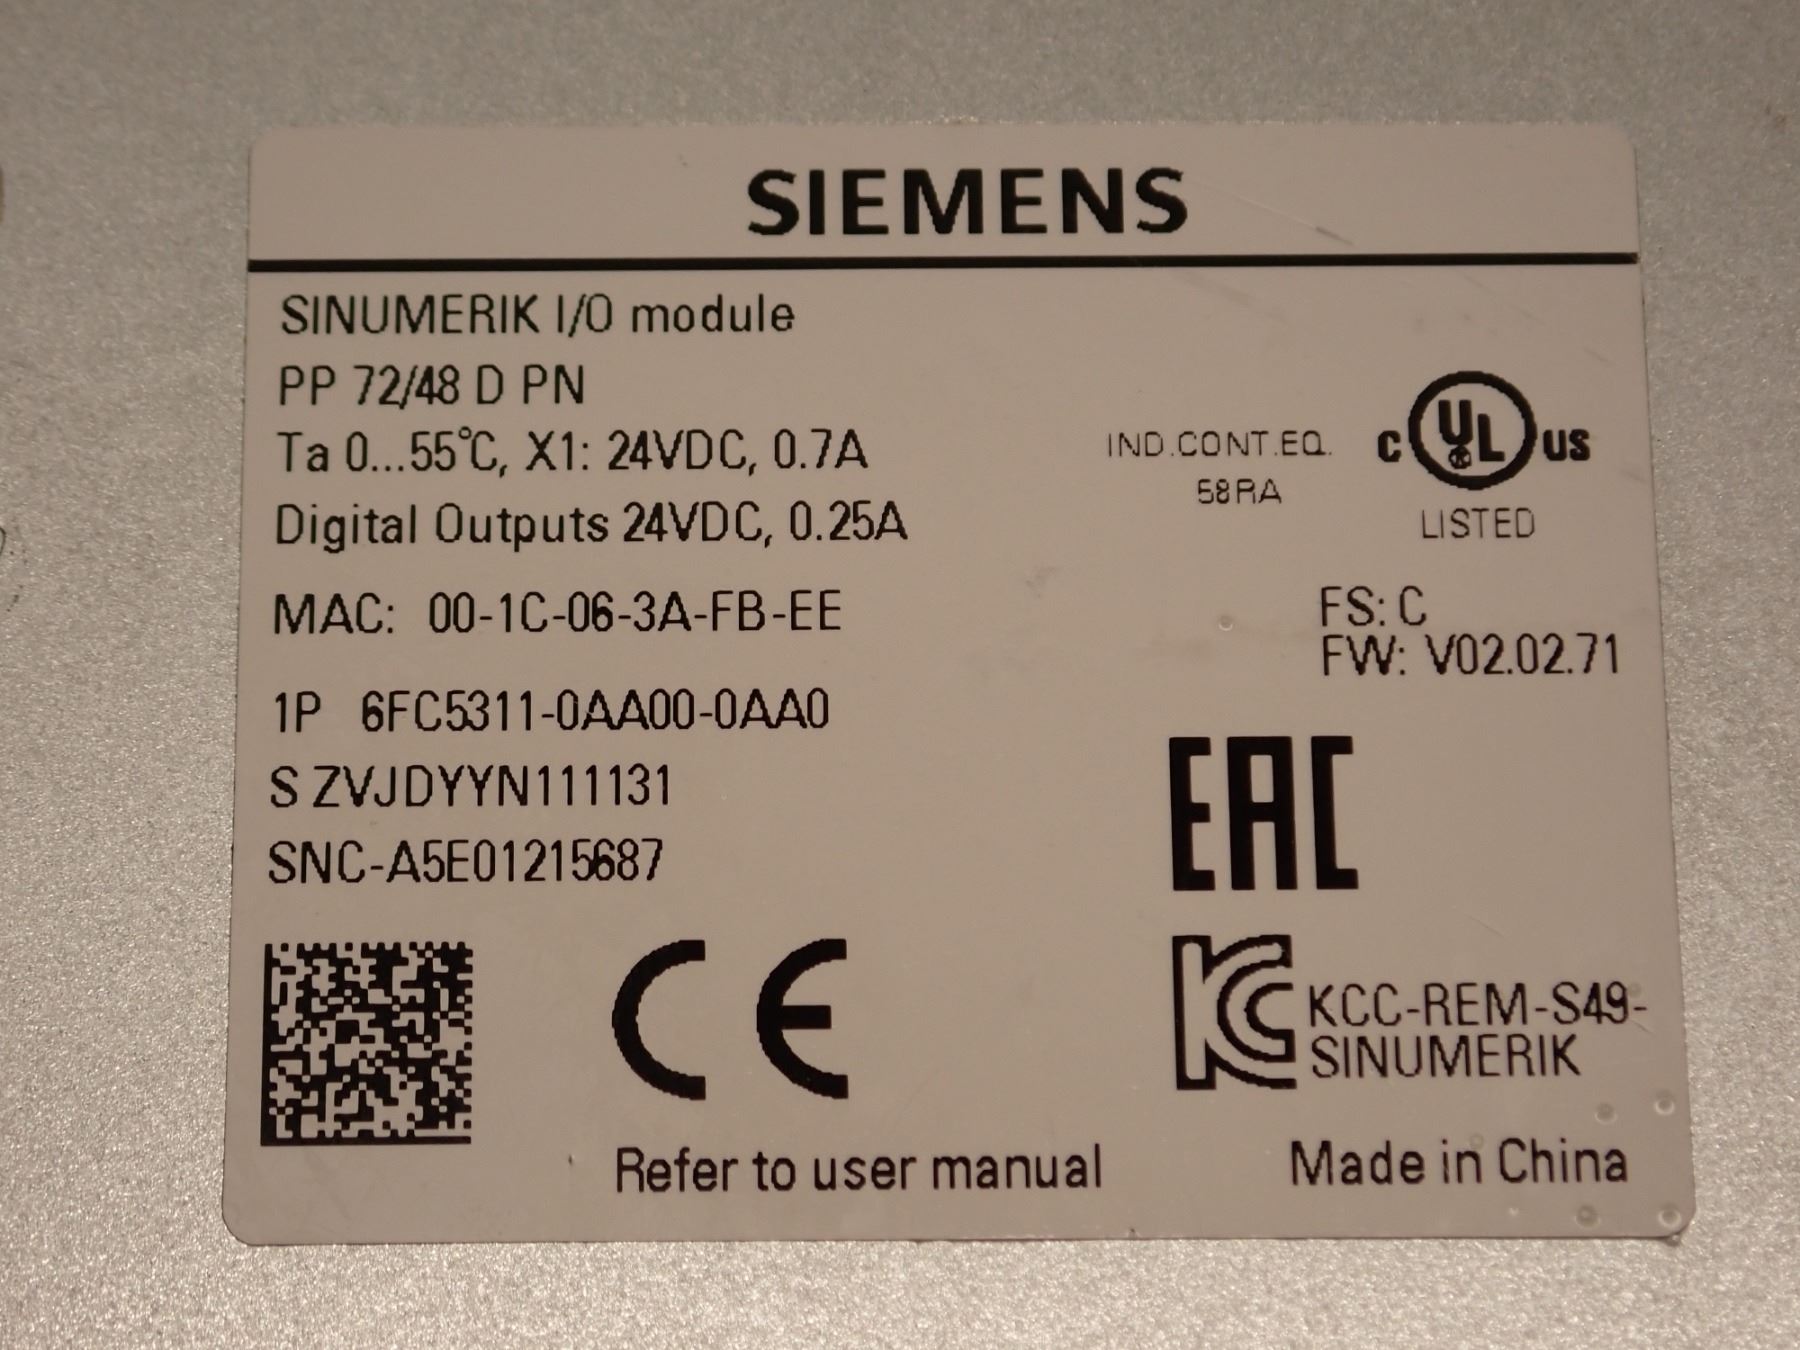 SIEMENS
SINUMERIK I/O module
PP 72/48 D PN
Ta 0...55°C, X1: 24VDC, 0.7A
Digital Outputs 24VDC, 0.25A
IND.CONT.EQ.
58RA
C UL US
LISTED
MAC: 00-1C-06-3A-FB-EE
FS: C
FW: V02.02.71
1P 6FC5311-0AA00-0AA0
S ZVJDYYN111131
SNC-A5E01215687
EAC
CE
KC KCC-REM-S49-
SINUMERIK
Refer to user manual
Made in China